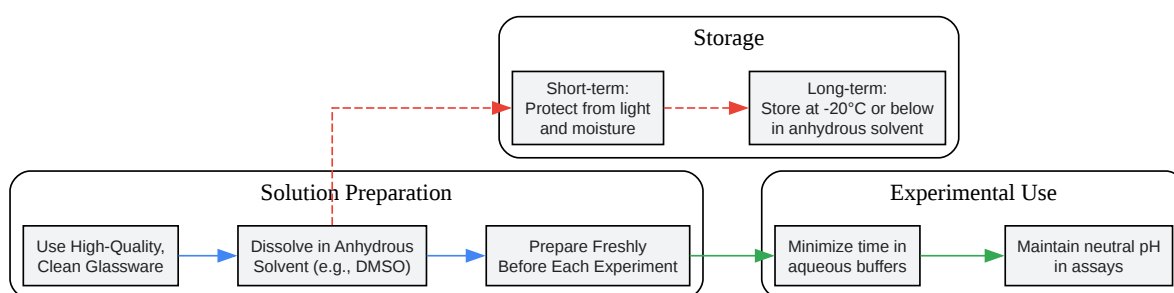 Storage
Short-term:
Protect from light
and moisture
Long-term:
Store at -20°C or below
in anhydrous solvent
Solution Preparation
Use High-Quality,
Clean Glassware
Dissolve in Anhydrous
Solvent (e.g., DMSO)
Prepare Freshly
Before Each Experiment
Experimental Use
Minimize time in
aqueous buffers
Maintain neutral pH
in assays